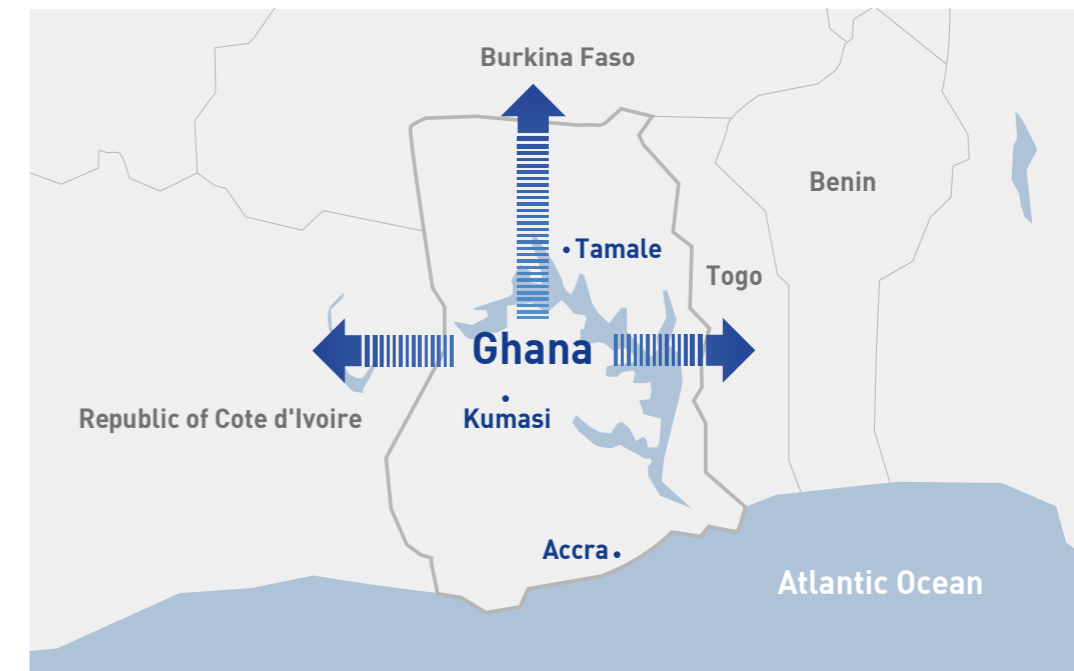 Burkina Faso
Benin
Tamale
Togo
Ghana
Republic of Cote d'Ivoire
Kumasi
Accra
Atlantic Ocean